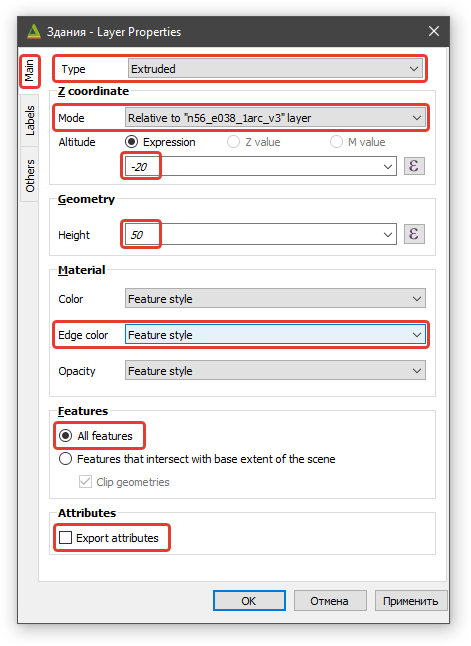 Здания - Layer Properties
Main
Labels
Others
Type Extruded
Z coordinate
Mode Relative to "n56_e038_1arc_v3" layer
Altitude Expression Z value M value
-20 ε
Geometry
Height 50 ε
Material
Color Feature style
Edge color Feature style
Opacity Feature style
Features
All features
Features that intersect with base extent of the scene
Clip geometries
Attributes
Export attributes
OK Отмена Применить